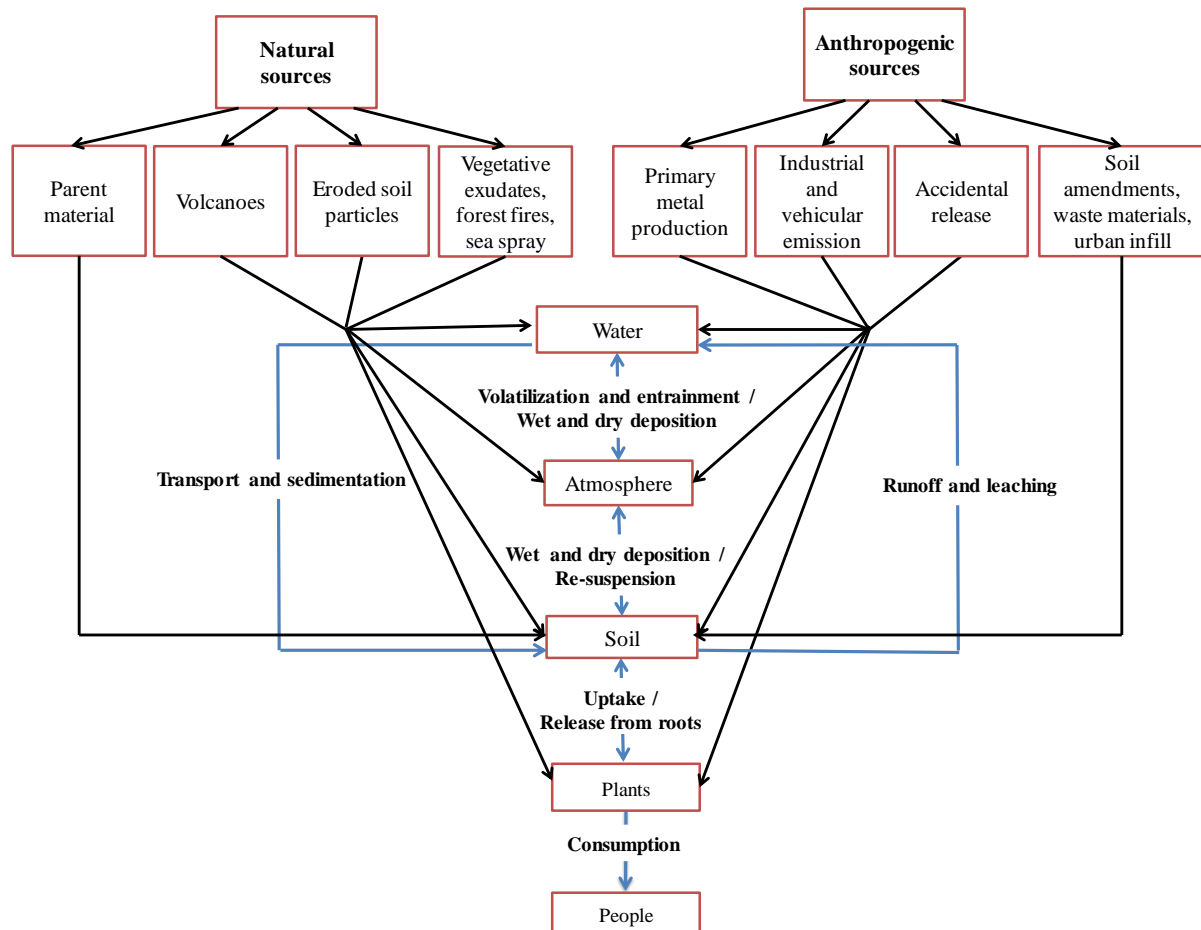 Natural
sources
Anthropogenic
sources
Parent
material
Volcanoes
Eroded soil
particles
Vegetative
exudates,
forest fires,
sea spray
Primary
metal
production
Industrial
and
vehicular
emission
Accidental
release
Soil
amendments,
waste materials,
urban infill
Water
Volatilization and entrainment /
Wet and dry deposition
Transport and sedimentation
Atmosphere
Runoff and leaching
Wet and dry deposition /
Re-suspension
Soil
Uptake /
Release from roots
Plants
Consumption
People